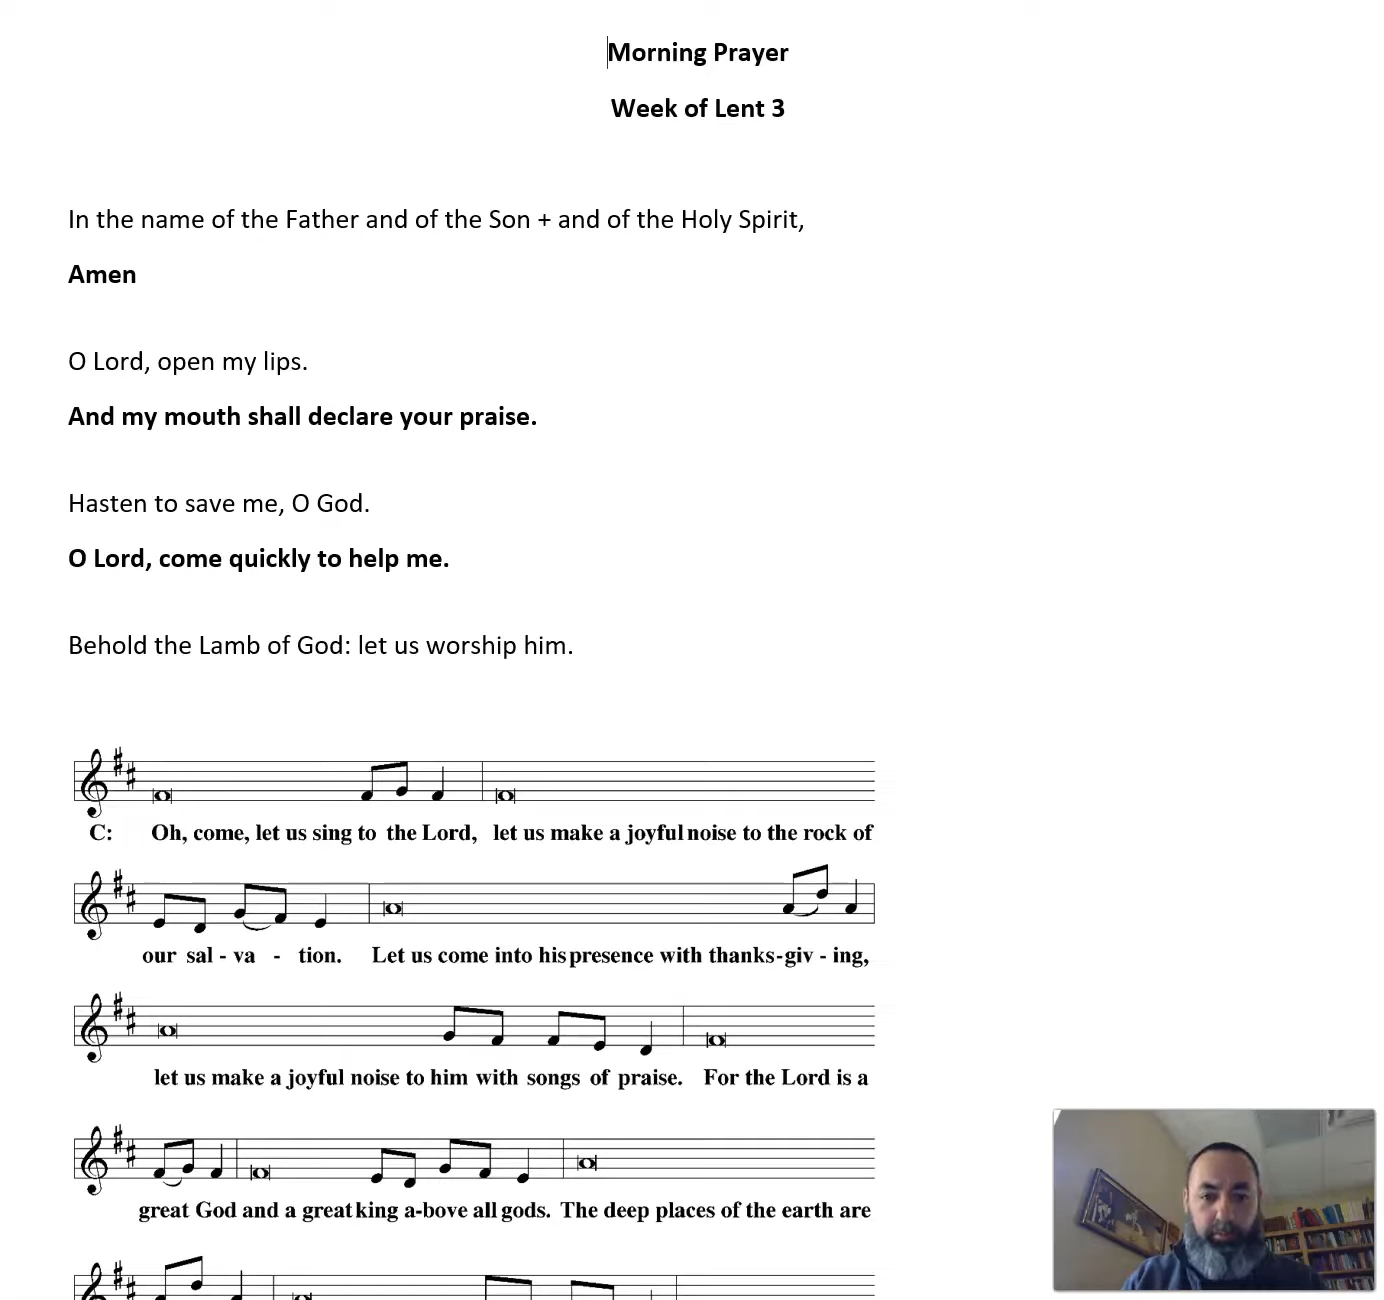 Morning Prayer
Week of Lent 3
In the name of the Father and of the Son + and of the Holy Spirit,
Amen
O Lord, open my lips.
And my mouth shall declare your praise.
Hasten to save me, O God.
O Lord, come quickly to help me.
Behold the Lamb of God: let us worship him.
C: Oh, come, let us sing to the Lord, let us make a joyful noise to the rock of
our sal - va - tion. Let us come into his presence with thanks-giv - ing,
let us make a joyful noise to him with songs of praise. For the Lord is a
great God and a great king a-bove all gods. The deep places of the earth are